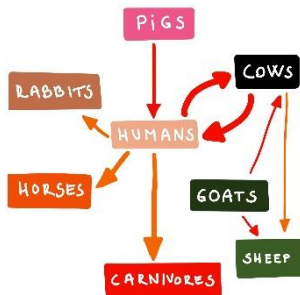 PiGS
COWS
RABBITS
HUMANS
HORSES
GOATS
SHEEP
CARNIVORES